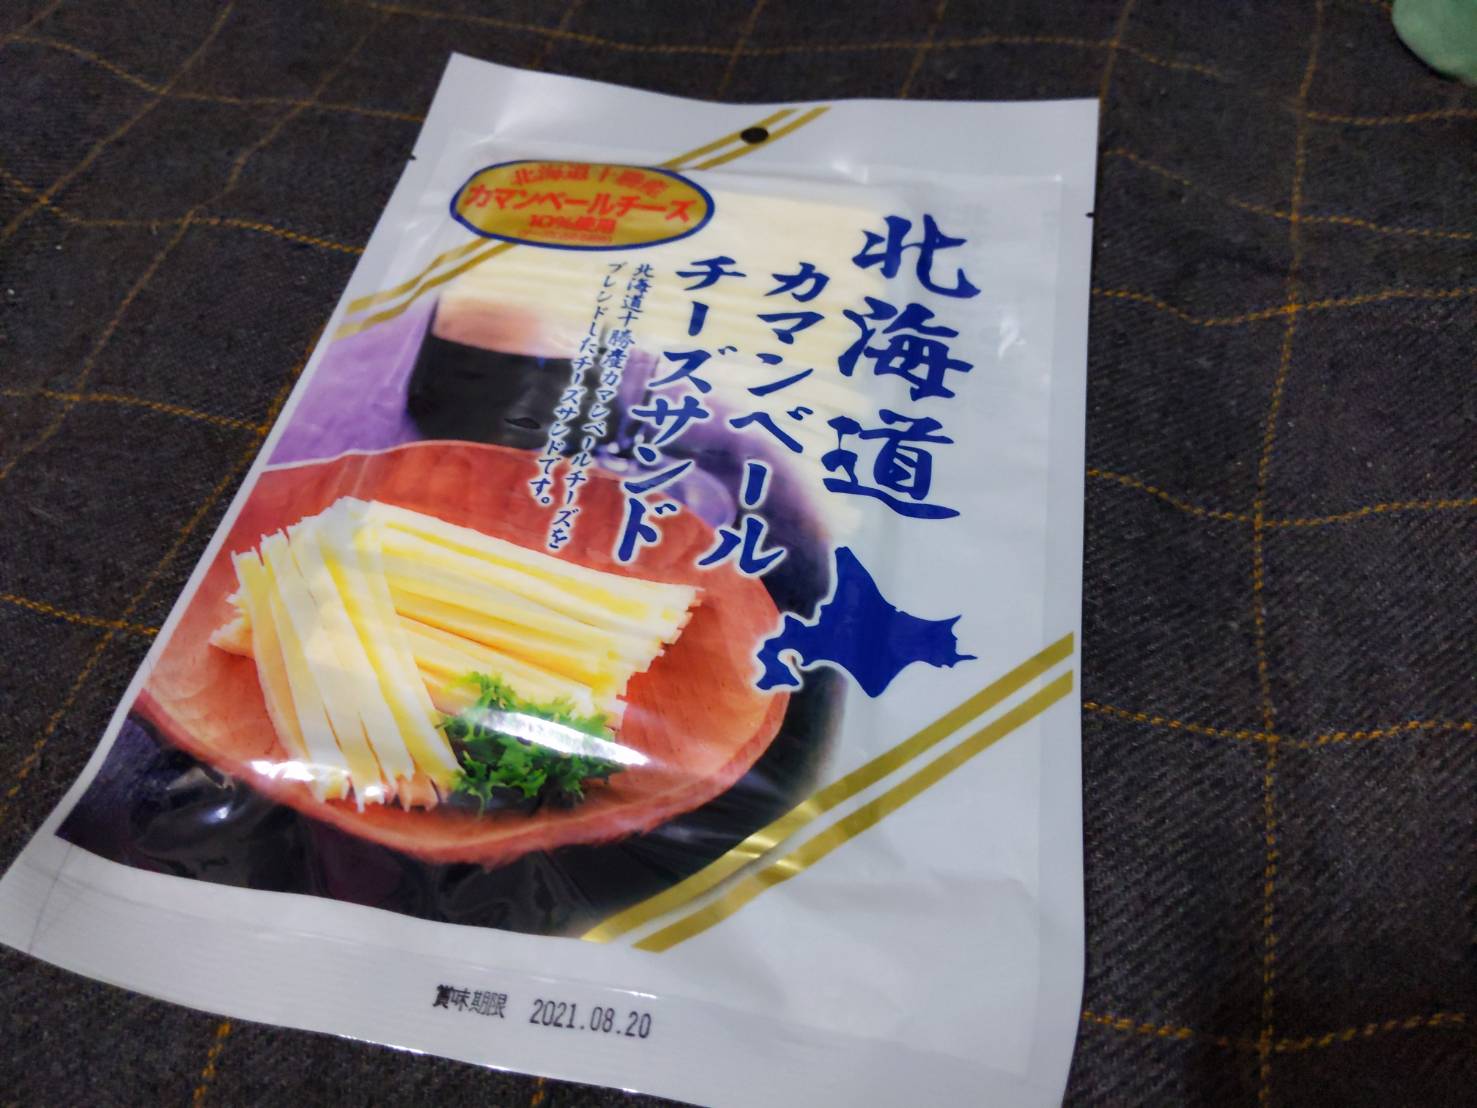 北海道十勝産
カマンベールチーズ
10%使用
北海道
カマンベール
チーズサンド
北海道十勝産カマンベールチーズを
ブレンドしたチーズサンドです。
賞味期限 2021.08.20